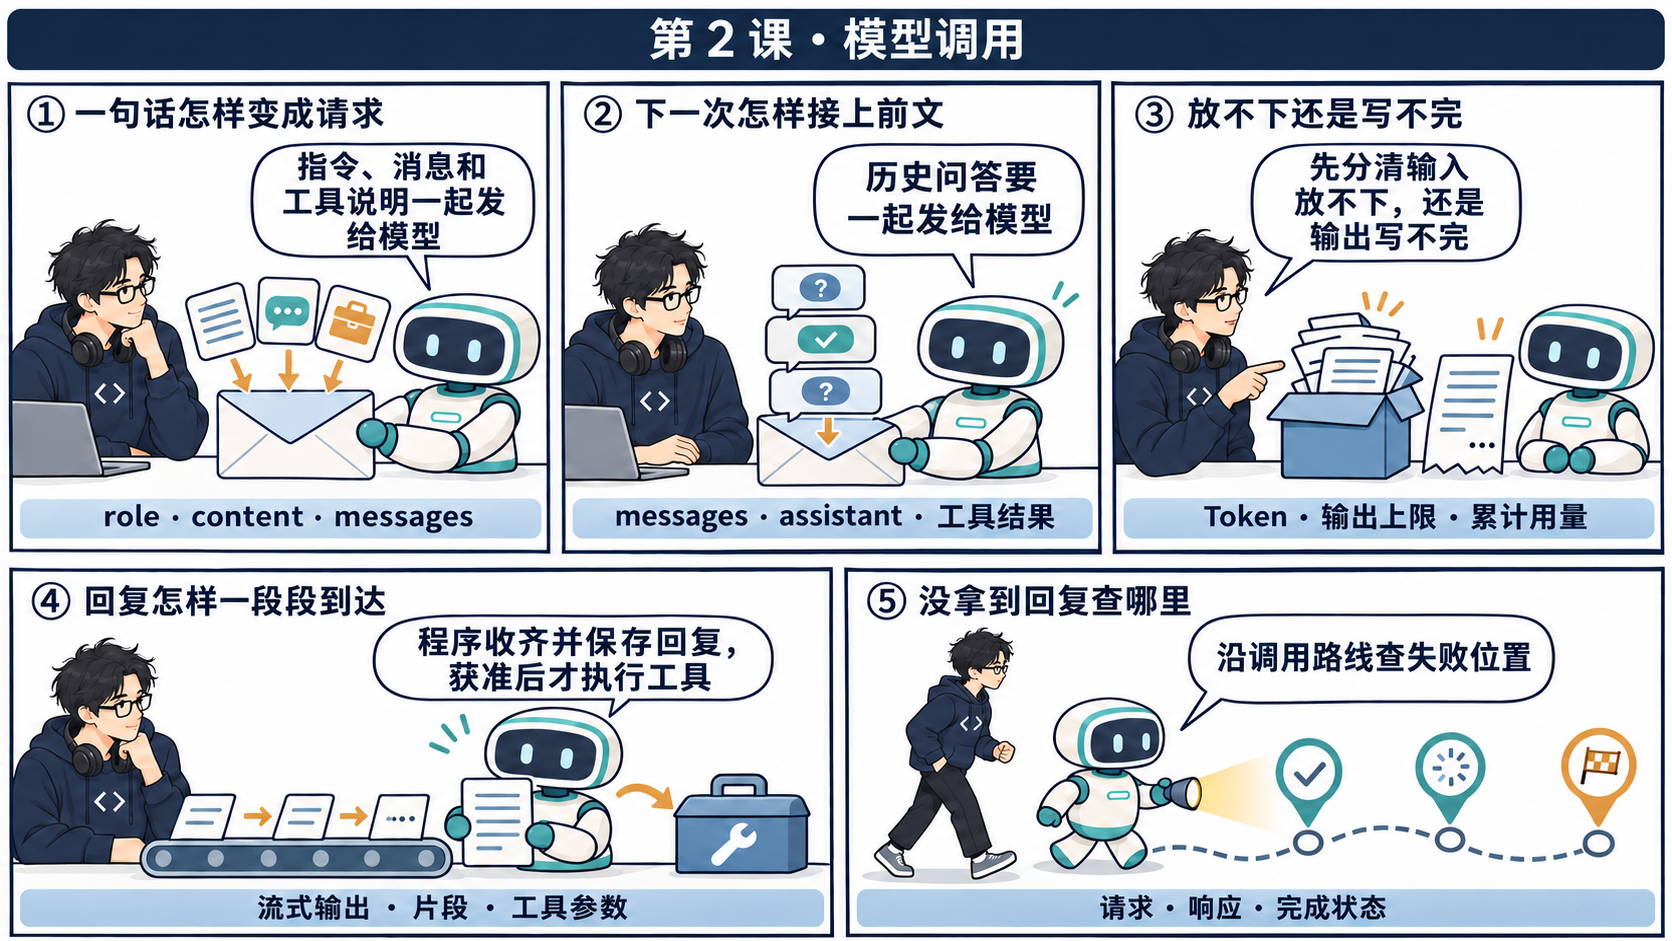 第 2 课・模型调用
① 一句话怎样变成请求
指令、消息和
工具说明一起发
给模型
< >
role · content · messages
② 下一次怎样接上前文
历史问答要
一起发给模型
?
?
< >
messages · assistant · 工具结果
③ 放不下还是写不完
先分清输入
放不下，还是
输出写不完
< >
Token · 输出上限 · 累计用量
④ 回复怎样一段段到达
程序收齐并保存回复，
获准后才执行工具
< >
流式输出 · 片段 · 工具参数
⑤ 没拿到回复查哪里
沿调用路线查失败位置
< >
请求 · 响应 · 完成状态